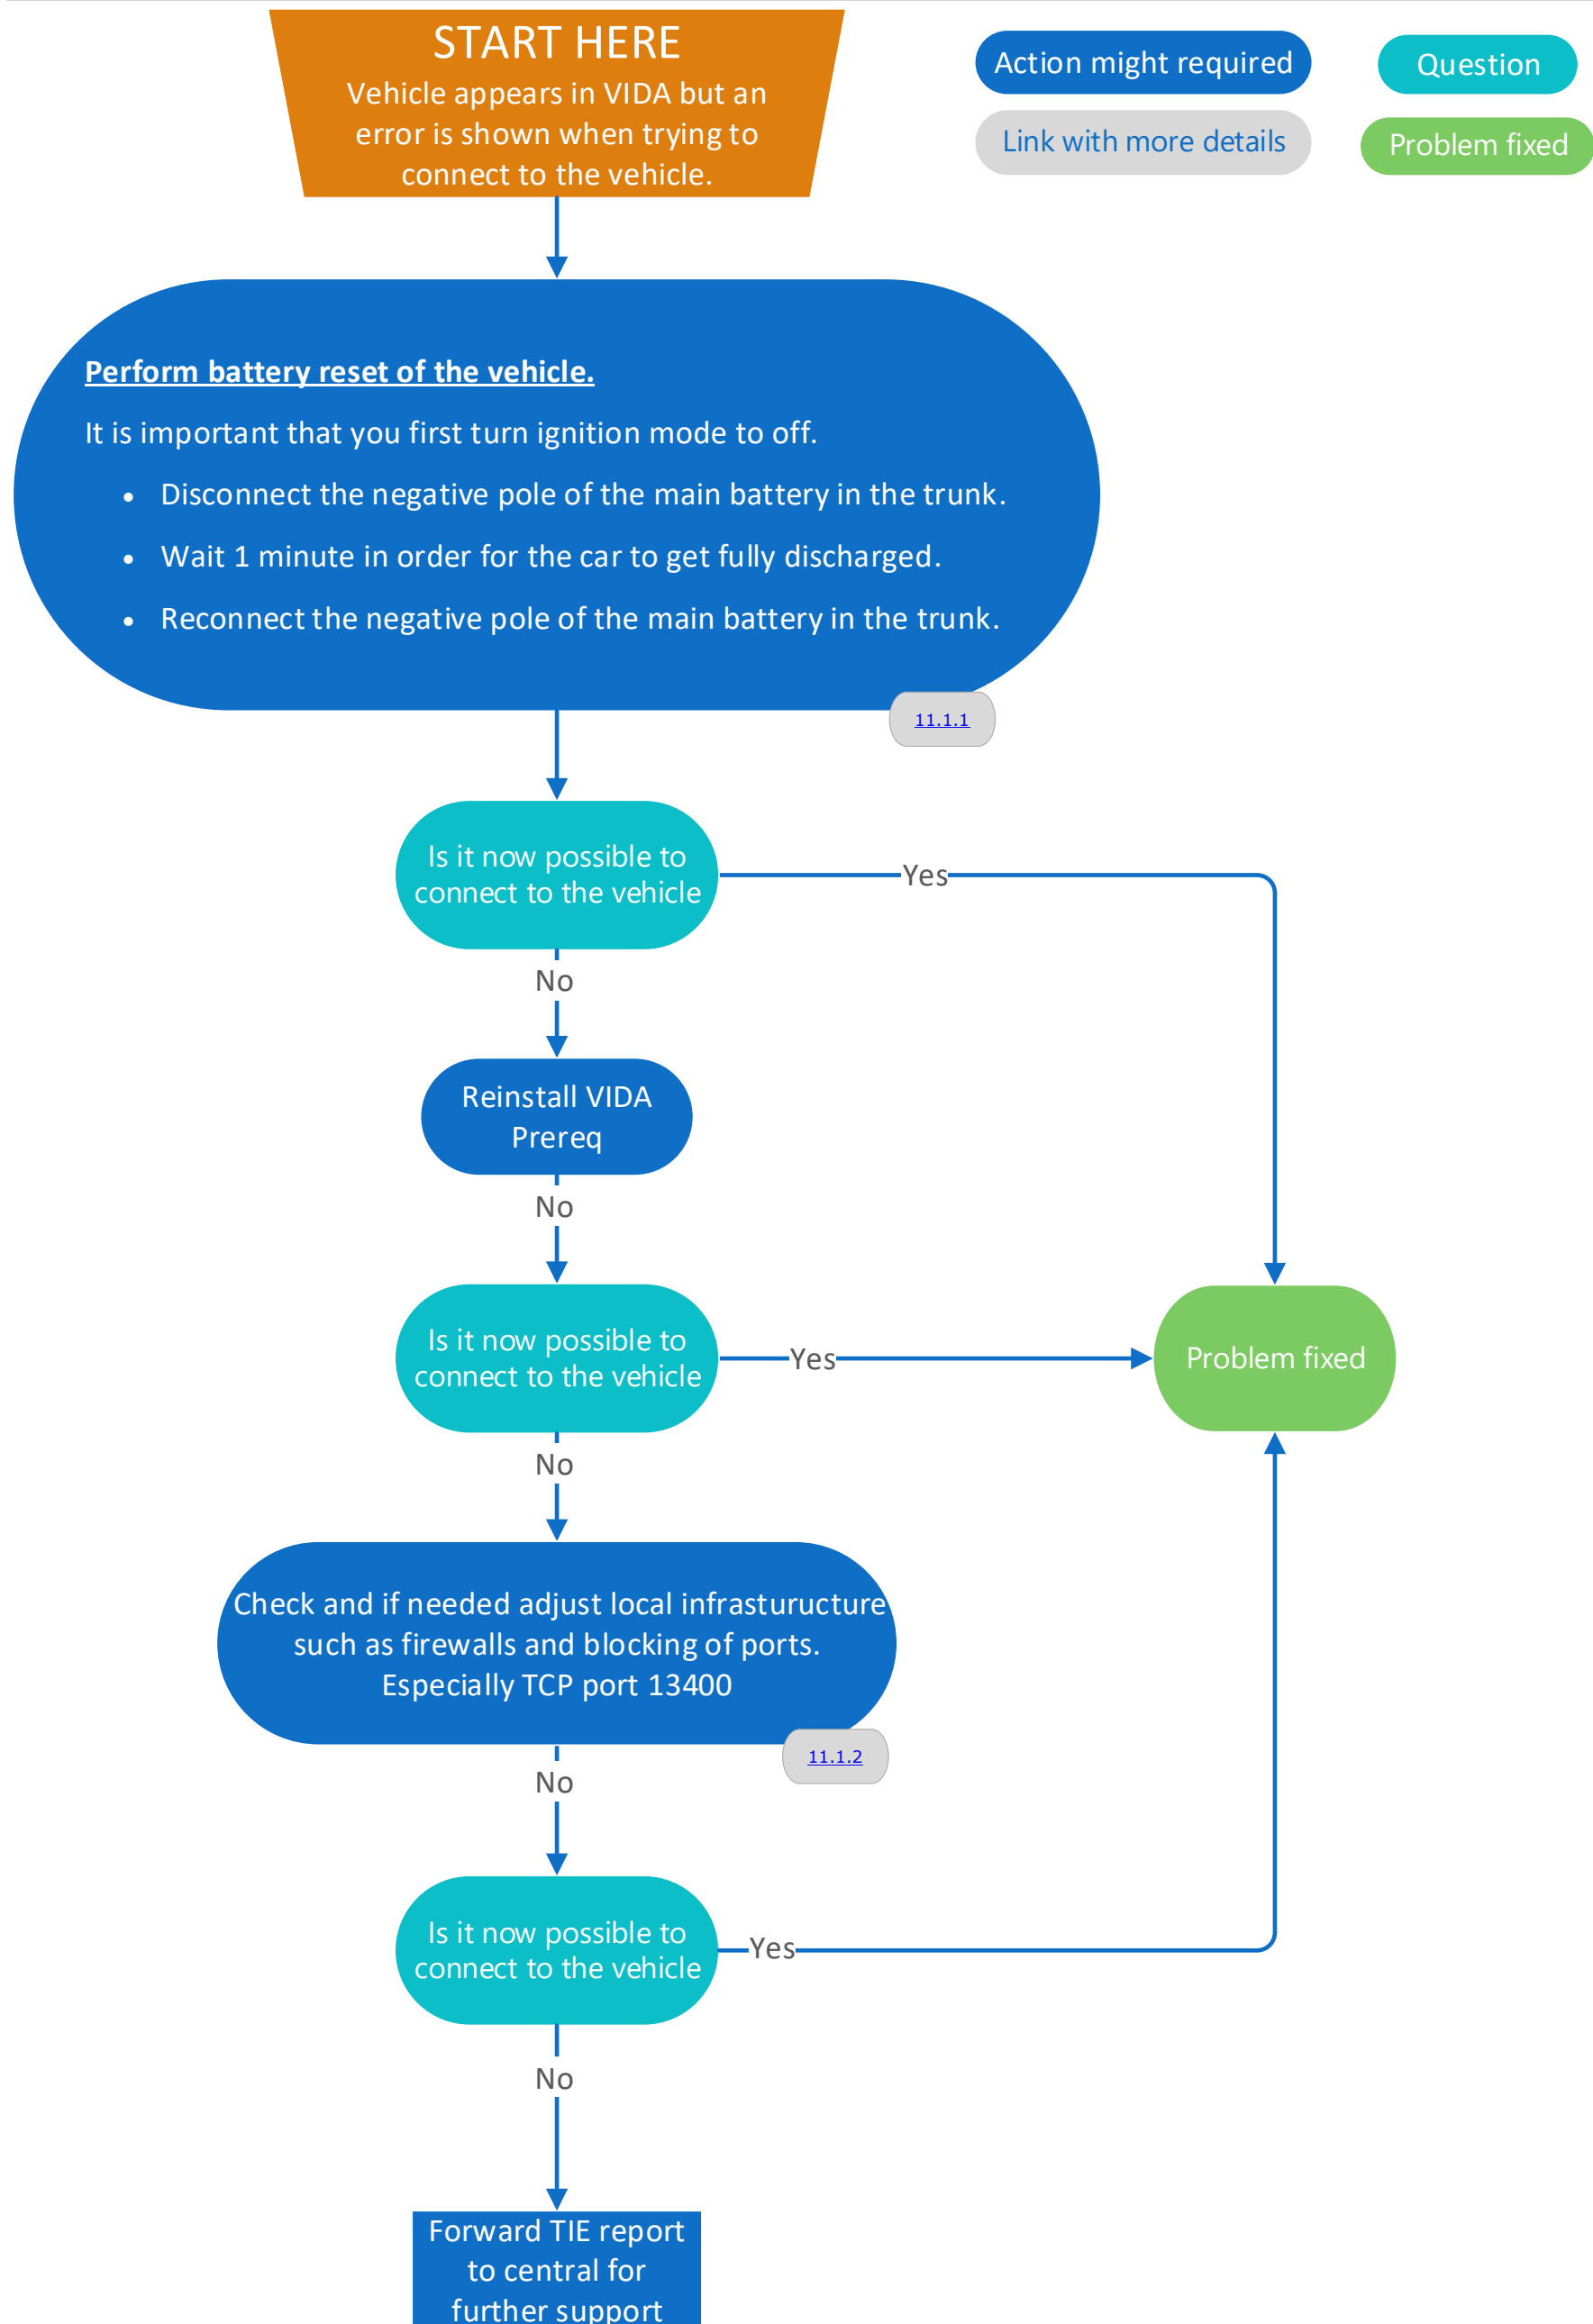 START HERE
Vehicle appears in VIDA but an
error is shown when trying to
connect to the vehicle.
Action might required
Question
Link with more details
Problem fixed
Perform battery reset of the vehicle.
It is important that you first turn ignition mode to off.
• Disconnect the negative pole of the main battery in the trunk.
• Wait 1 minute in order for the car to get fully discharged.
• Reconnect the negative pole of the main battery in the trunk.
11.1.1
Is it now possible to
connect to the vehicle
Yes
No
Reinstall VIDA
Prereq
No
Is it now possible to
connect to the vehicle
Yes
Problem fixed
No
Check and if needed adjust local infrasturucture
such as firewalls and blocking of ports.
Especially TCP port 13400
11.1.2
No
Is it now possible to
connect to the vehicle
Yes
No
Forward TIE report
to central for
further support